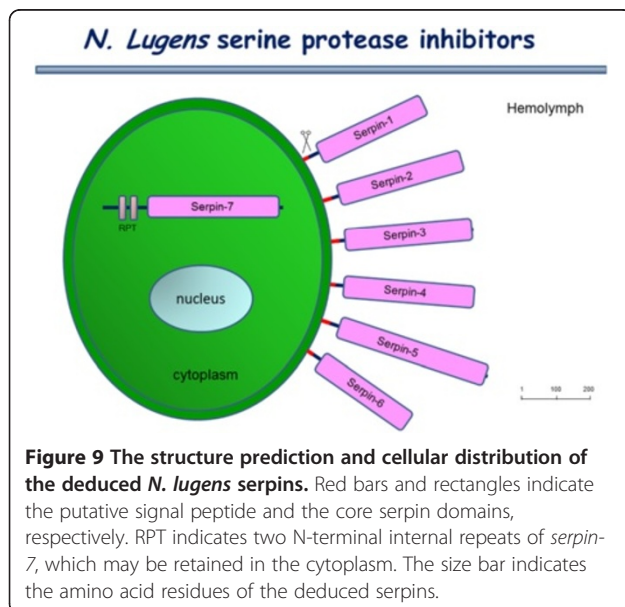 N. Lugens serine protease inhibitors
Hemolymph
Serpin-1
Serpin-2
Serpin-7
RPT
Serpin-3
Serpin-4
nucleus
Serpin-5
cytoplasm
Serpin-6
1 100 200
Figure 9 The structure prediction and cellular distribution of
the deduced N. lugens serpins. Red bars and rectangles indicate
the putative signal peptide and the core serpin domains,
respectively. RPT indicates two N-terminal internal repeats of serpin-
7, which may be retained in the cytoplasm. The size bar indicates
the amino acid residues of the deduced serpins.